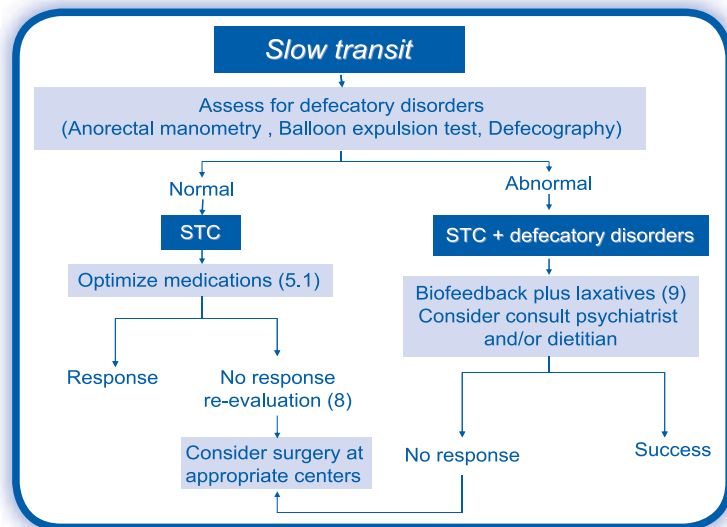 Slow transit
Assess for defecatory disorders
(Anorectal manometry , Balloon expulsion test, Defecography)
Normal
Abnormal
STC
STC + defecatory disorders
Optimize medications (5.1)
Biofeedback plus laxatives (9)
Consider consult psychiatrist
and/or dietitian
Response
No response
re-evaluation (8)
Consider surgery at
appropriate centers
No response
Success